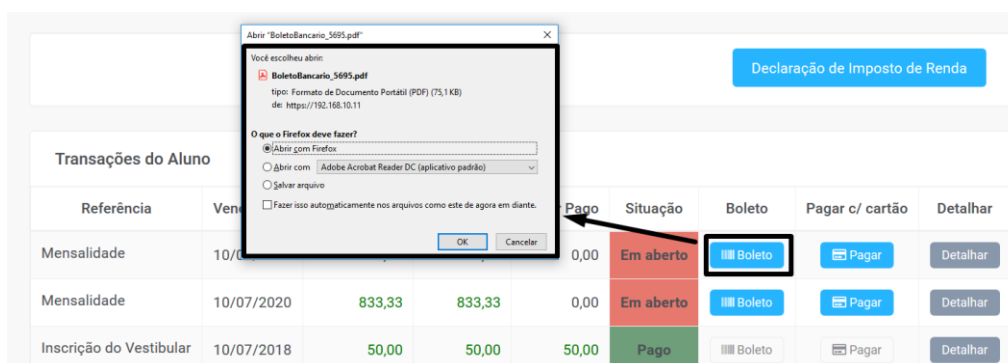 Abrir "BoletoBancario_5695.pdf"
Você escolheu abrir:
BoletoBancario_5695.pdf
tipo: Formato de Documento Portátil (PDF) (75,1 KB)
de: https://192.168.10.11
O que o Firefox deve fazer?
Abrir com Firefox
Abrir com Adobe Acrobat Reader DC (aplicativo padrão)
Salvar arquivo
Fazer isso automaticamente nos arquivos como este de agora em diante.
OK Cancelar
Declaração de Imposto de Renda
Transações do Aluno
Referência Pago Situação Boleto Pagar c/ cartão Detalhar
Mensalidade 0,00 Em aberto Boleto Pagar Detalhar
Mensalidade 10/07/2020 833,33 833,33 0,00 Em aberto Boleto Pagar Detalhar
Inscrição do Vestibular 10/07/2018 50,00 50,00 50,00 Pago Boleto Pagar Detalhar